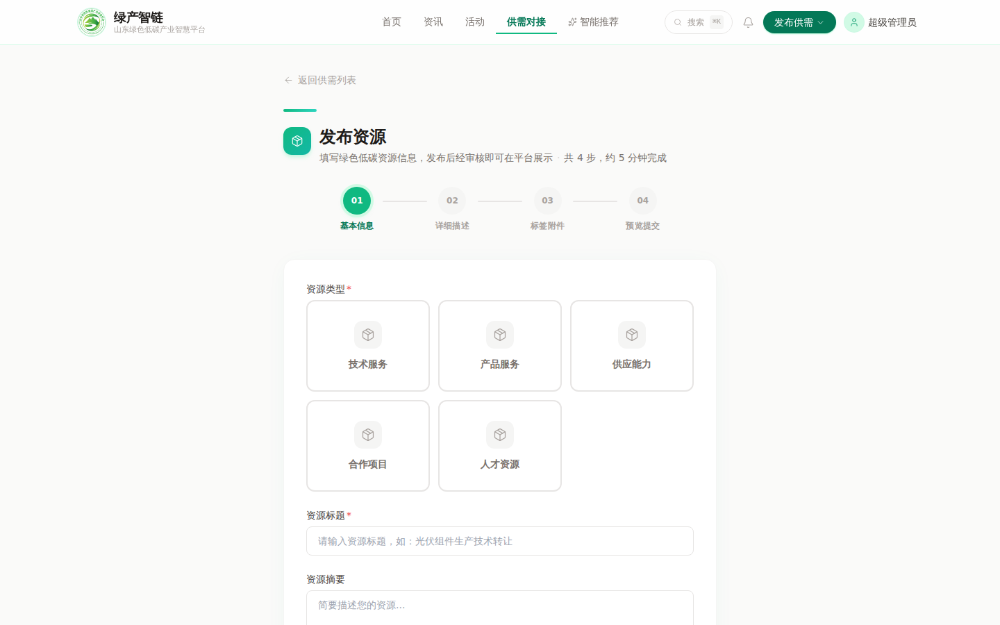 绿产智链
山东绿色低碳产业智慧平台
首页
资讯
活动
供需对接
智能推荐
搜索
⌘K
发布供需
超级管理员
返回供需列表
发布资源
填写绿色低碳资源信息，发布后经审核即可在平台展示 · 共 4 步，约 5 分钟完成
01
02
03
04
基本信息
详细描述
标签附件
预览提交
资源类型*
技术服务
产品服务
供应能力
合作项目
人才资源
资源标题*
请输入资源标题，如：光伏组件生产技术转让
资源摘要
简要描述您的资源...